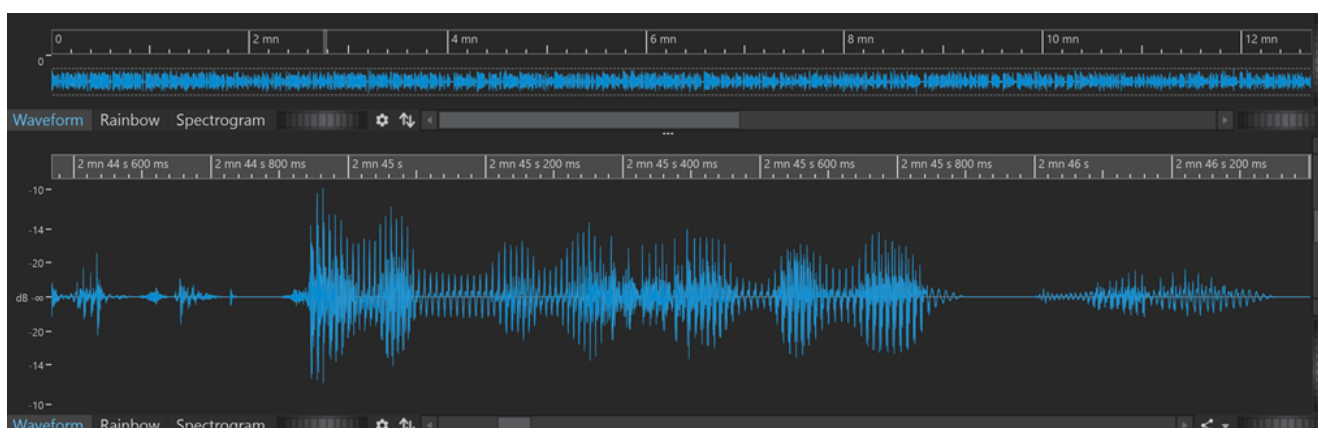 0 2 mn 4 mn 6 mn 8 mn 10 mn 12 mn
0
Waveform Rainbow Spectrogram
2 mn 44 s 600 ms 2 mn 44 s 800 ms 2 mn 45 s 2 mn 45 s 200 ms 2 mn 45 s 400 ms 2 mn 45 s 600 ms 2 mn 45 s 800 ms 2 mn 46 s 2 mn 46 s 200 ms
-10
-14
-20
dB -∞
-20
-14
-10
Waveform Rainbow Spectrogram